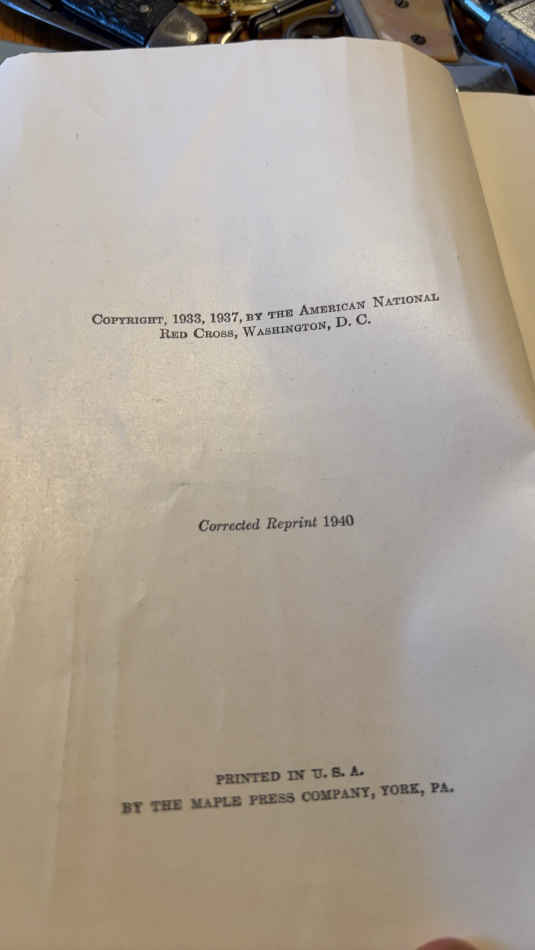 Copyright, 1933, 1937, by the American National
Red Cross, Washington, D. C.
Corrected Reprint 1940
PRINTED IN U. S. A.
BY THE MAPLE PRESS COMPANY, YORK, PA.